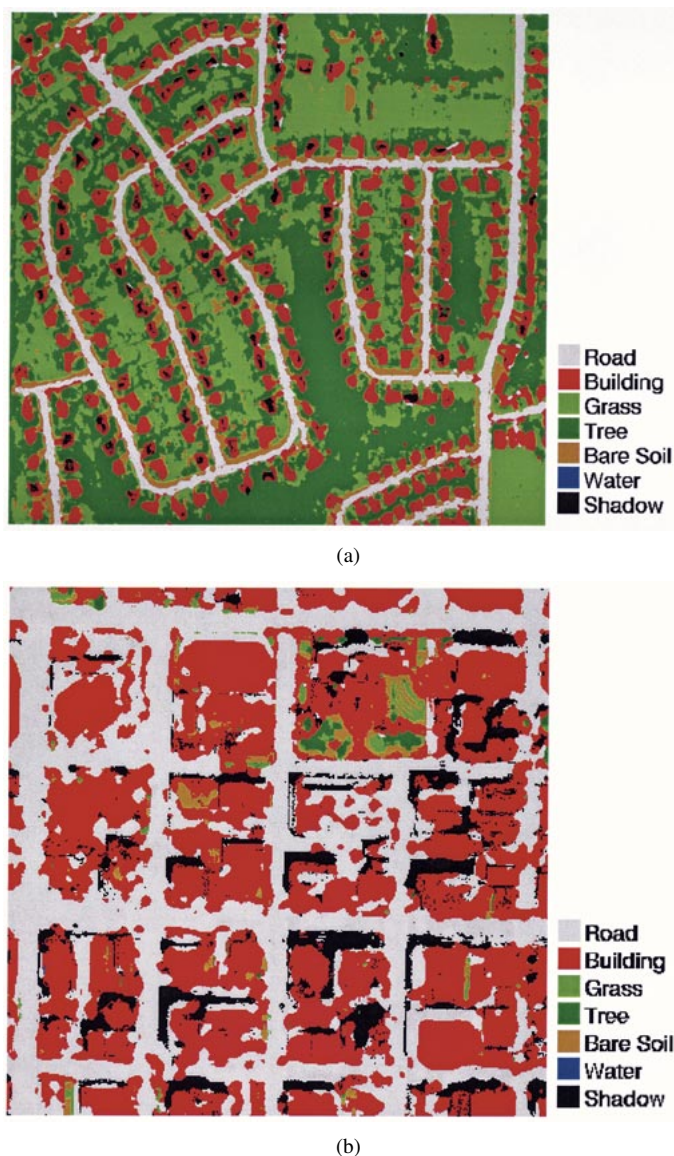 Road
Building
Grass
Tree
Bare Soil
Water
Shadow
(a)
Road
Building
Grass
Tree
Bare Soil
Water
Shadow
(b)